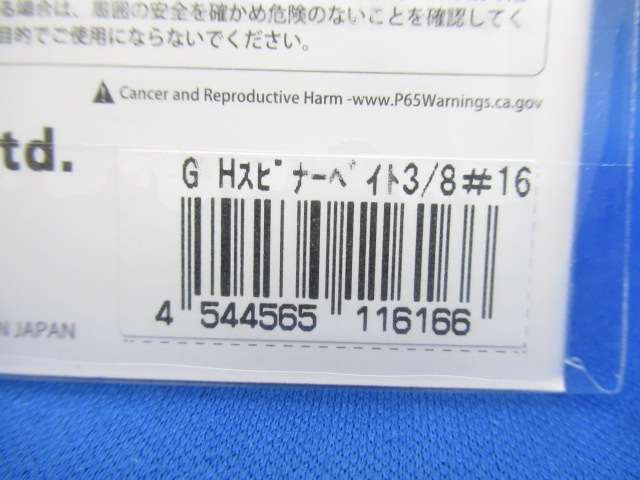 る場合は、周囲の安全を確かめ危険のないことを確認してく
目的でご使用にならないでください。
Cancer and Reproductive Harm -www.P65Warnings.ca.gov
td.
G Hｽﾋﾟﾅｰﾍﾞｲﾄ3/8#16
4 544565 116166
N JAPAN